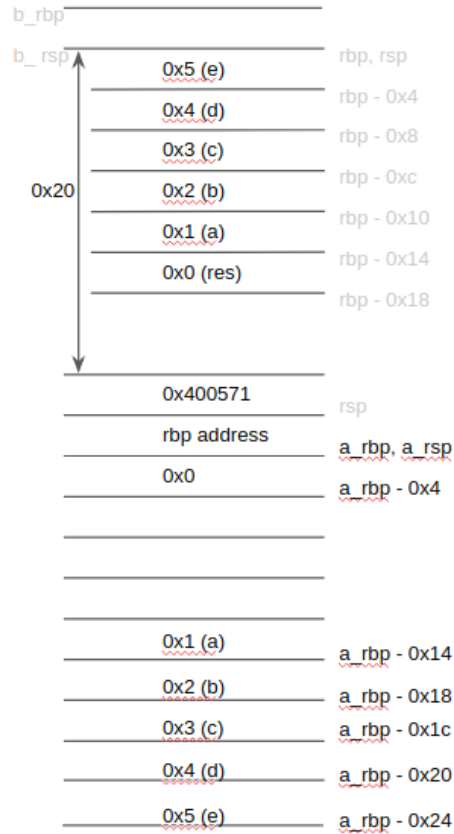 b_rbp
b_ rsp
rbp, rsp
0x5 (e)
rbp - 0x4
0x4 (d)
rbp - 0x8
0x3 (c)
rbp - 0xc
0x20
0x2 (b)
rbp - 0x10
0x1 (a)
rbp - 0x14
0x0 (res)
rbp - 0x18
0x400571
rsp
rbp address
a_rbp, a_rsp
0x0
a_rbp - 0x4
0x1 (a)
a_rbp - 0x14
0x2 (b)
a_rbp - 0x18
0x3 (c)
a_rbp - 0x1c
0x4 (d)
a_rbp - 0x20
0x5 (e)
a_rbp - 0x24